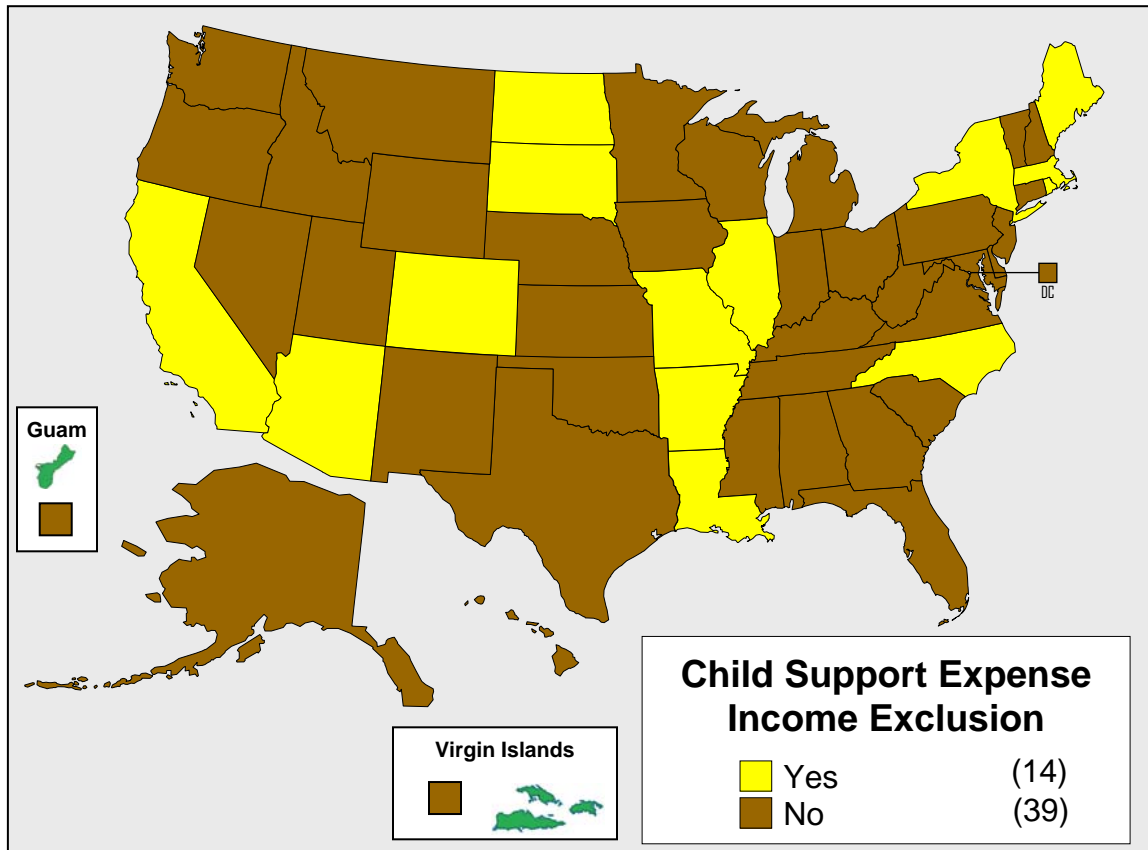 DC
Guam
Virgin Islands
Child Support Expense
Income Exclusion
Yes (14)
No (39)